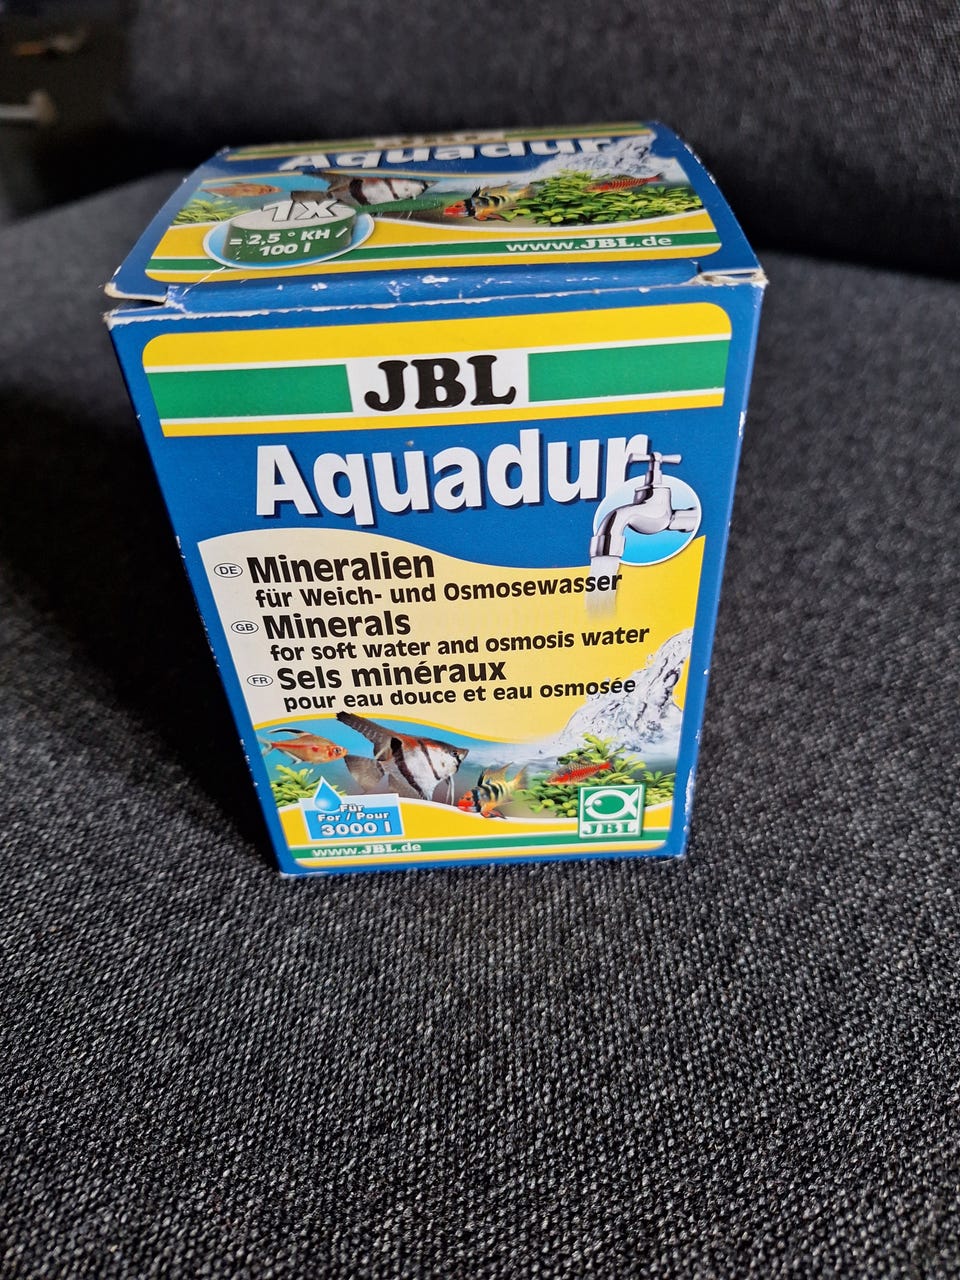 Aquadur
1x
= 2,5 ° KH /
100 l
www.JBL.de
JBL
Aquadur
DE Mineralien
für Weich- und Osmosewasser
GB Minerals
for soft water and osmosis water
FR Sels minéraux
pour eau douce et eau osmosée
Für
For / Pour
3000 l
JBL
www.JBL.de